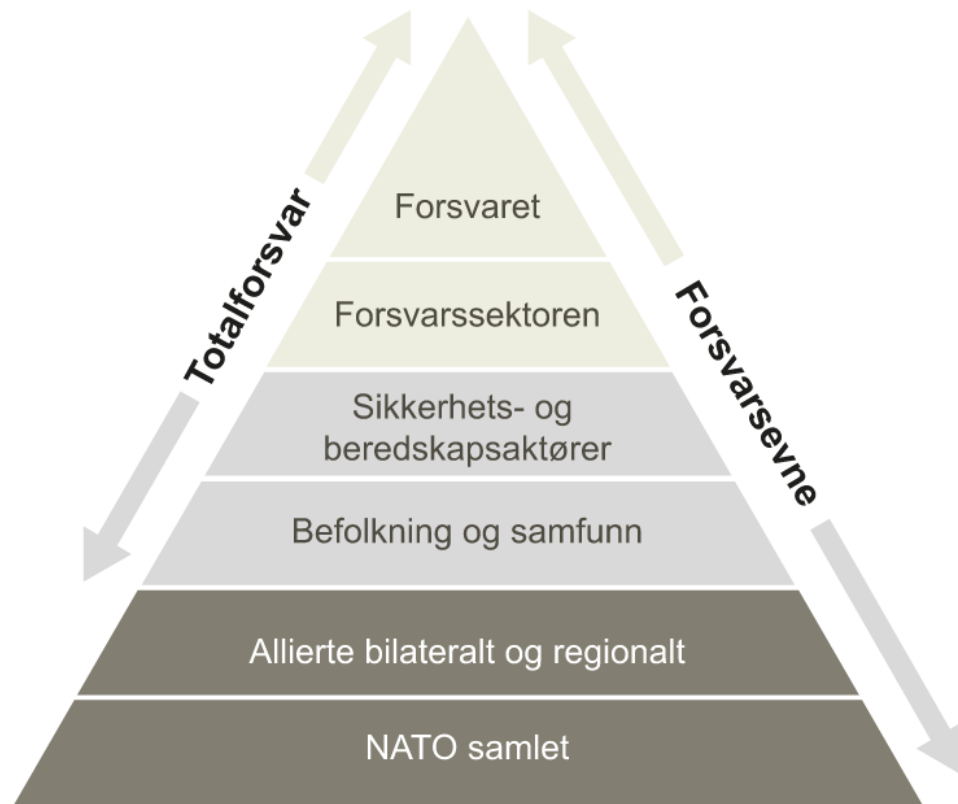 Totalforsvar
Forsvarsevne
Forsvaret
Forsvarssektoren
Sikkerhets- og
beredskapsaktører
Befolkning og samfunn
Allierte bilateralt og regionalt
NATO samlet